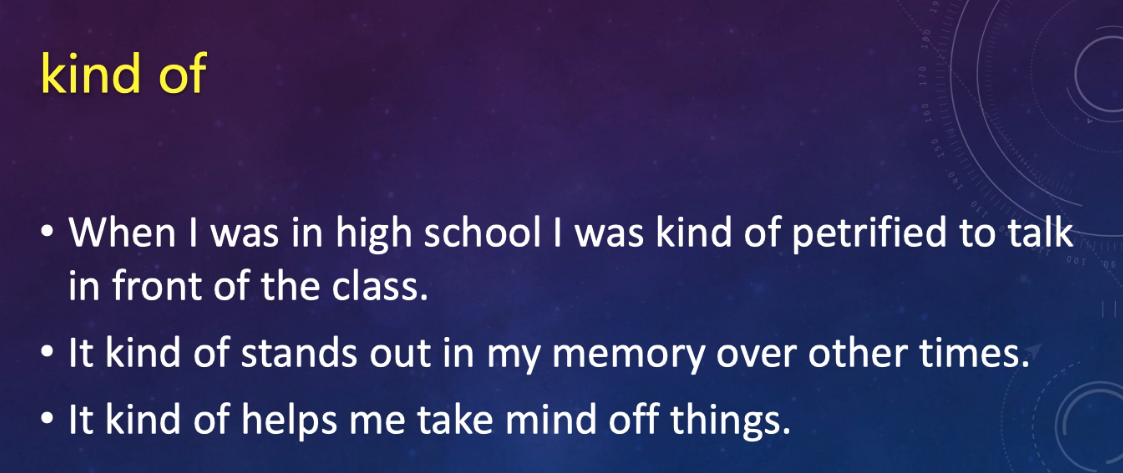 kind of
• When I was in high school I was kind of petrified to talk
in front of the class.
• It kind of stands out in my memory over other times.
• It kind of helps me take mind off things.